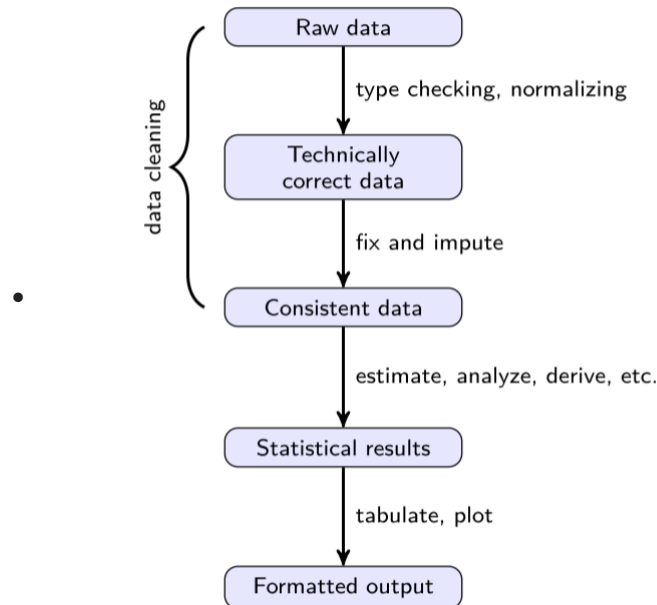 Raw data
type checking, normalizing
data cleaning
Technically
correct data
fix and impute
Consistent data
estimate, analyze, derive, etc.
Statistical results
tabulate, plot
Formatted output